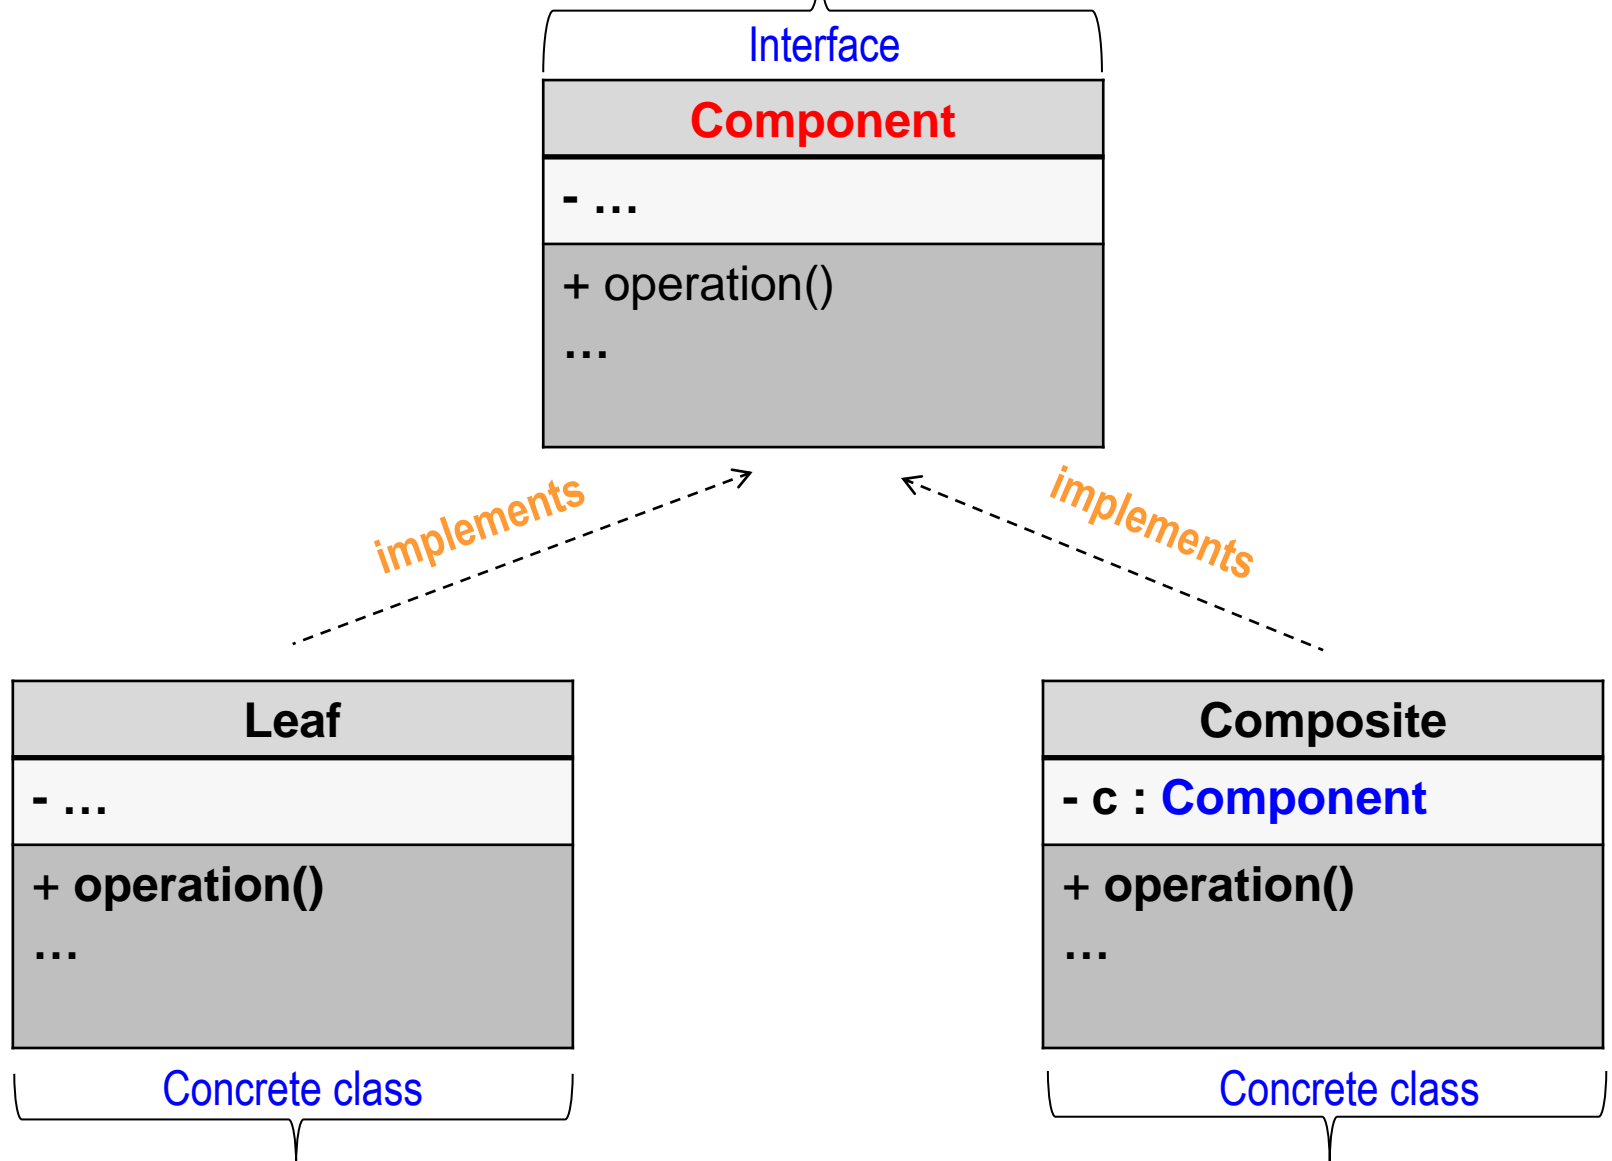 Interface
Component
- …
+ operation()
…
implements
implements
Leaf
- …
+ operation()
…
Concrete class
Composite
- c : Component
+ operation()
…
Concrete class